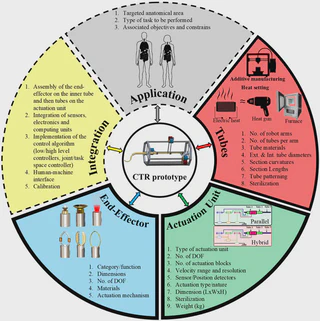 1. Targeted anatomical area
2. Type of task to be performed
3. Associated objectives and constrains
Application
Additive manufacturing
Heat setting
Electric unit
Heat gun
Furnace
Tubes
1. No. of robot arms
2. No. of tubes per arm
3. Tube materials
4. Ext. & Int. tube diameters
5. Section curvatures
6. Section Lengths
7. Tube patterning
8. Sterilization
1. Assembly of the end-
effector on the inner tube
and then tubes on the
actuation unit
2. Integration of sensors,
electronics and
computing units
3. Implementation of the
control algorithm
(low/high level
controllers, joint/task
space controller)
4. Human-machine
interface
5. Calibration
Integration
CTR prototype
End-Effector
1 Category/function
2 Dimensions
3 No. of DOF
4 Materials
5 Actuation mechanism
Actuation Unit
Parallel
Hybrid
1. Type of actuation unit
2. No. of DOF
3. No. of actuation blocks
4. Velocity range and resolution
5. Sensor/Position detectors
6. Actuation type/nature
7. Dimension (LxWxH)
8. Sterilization
9. Weight (kg)